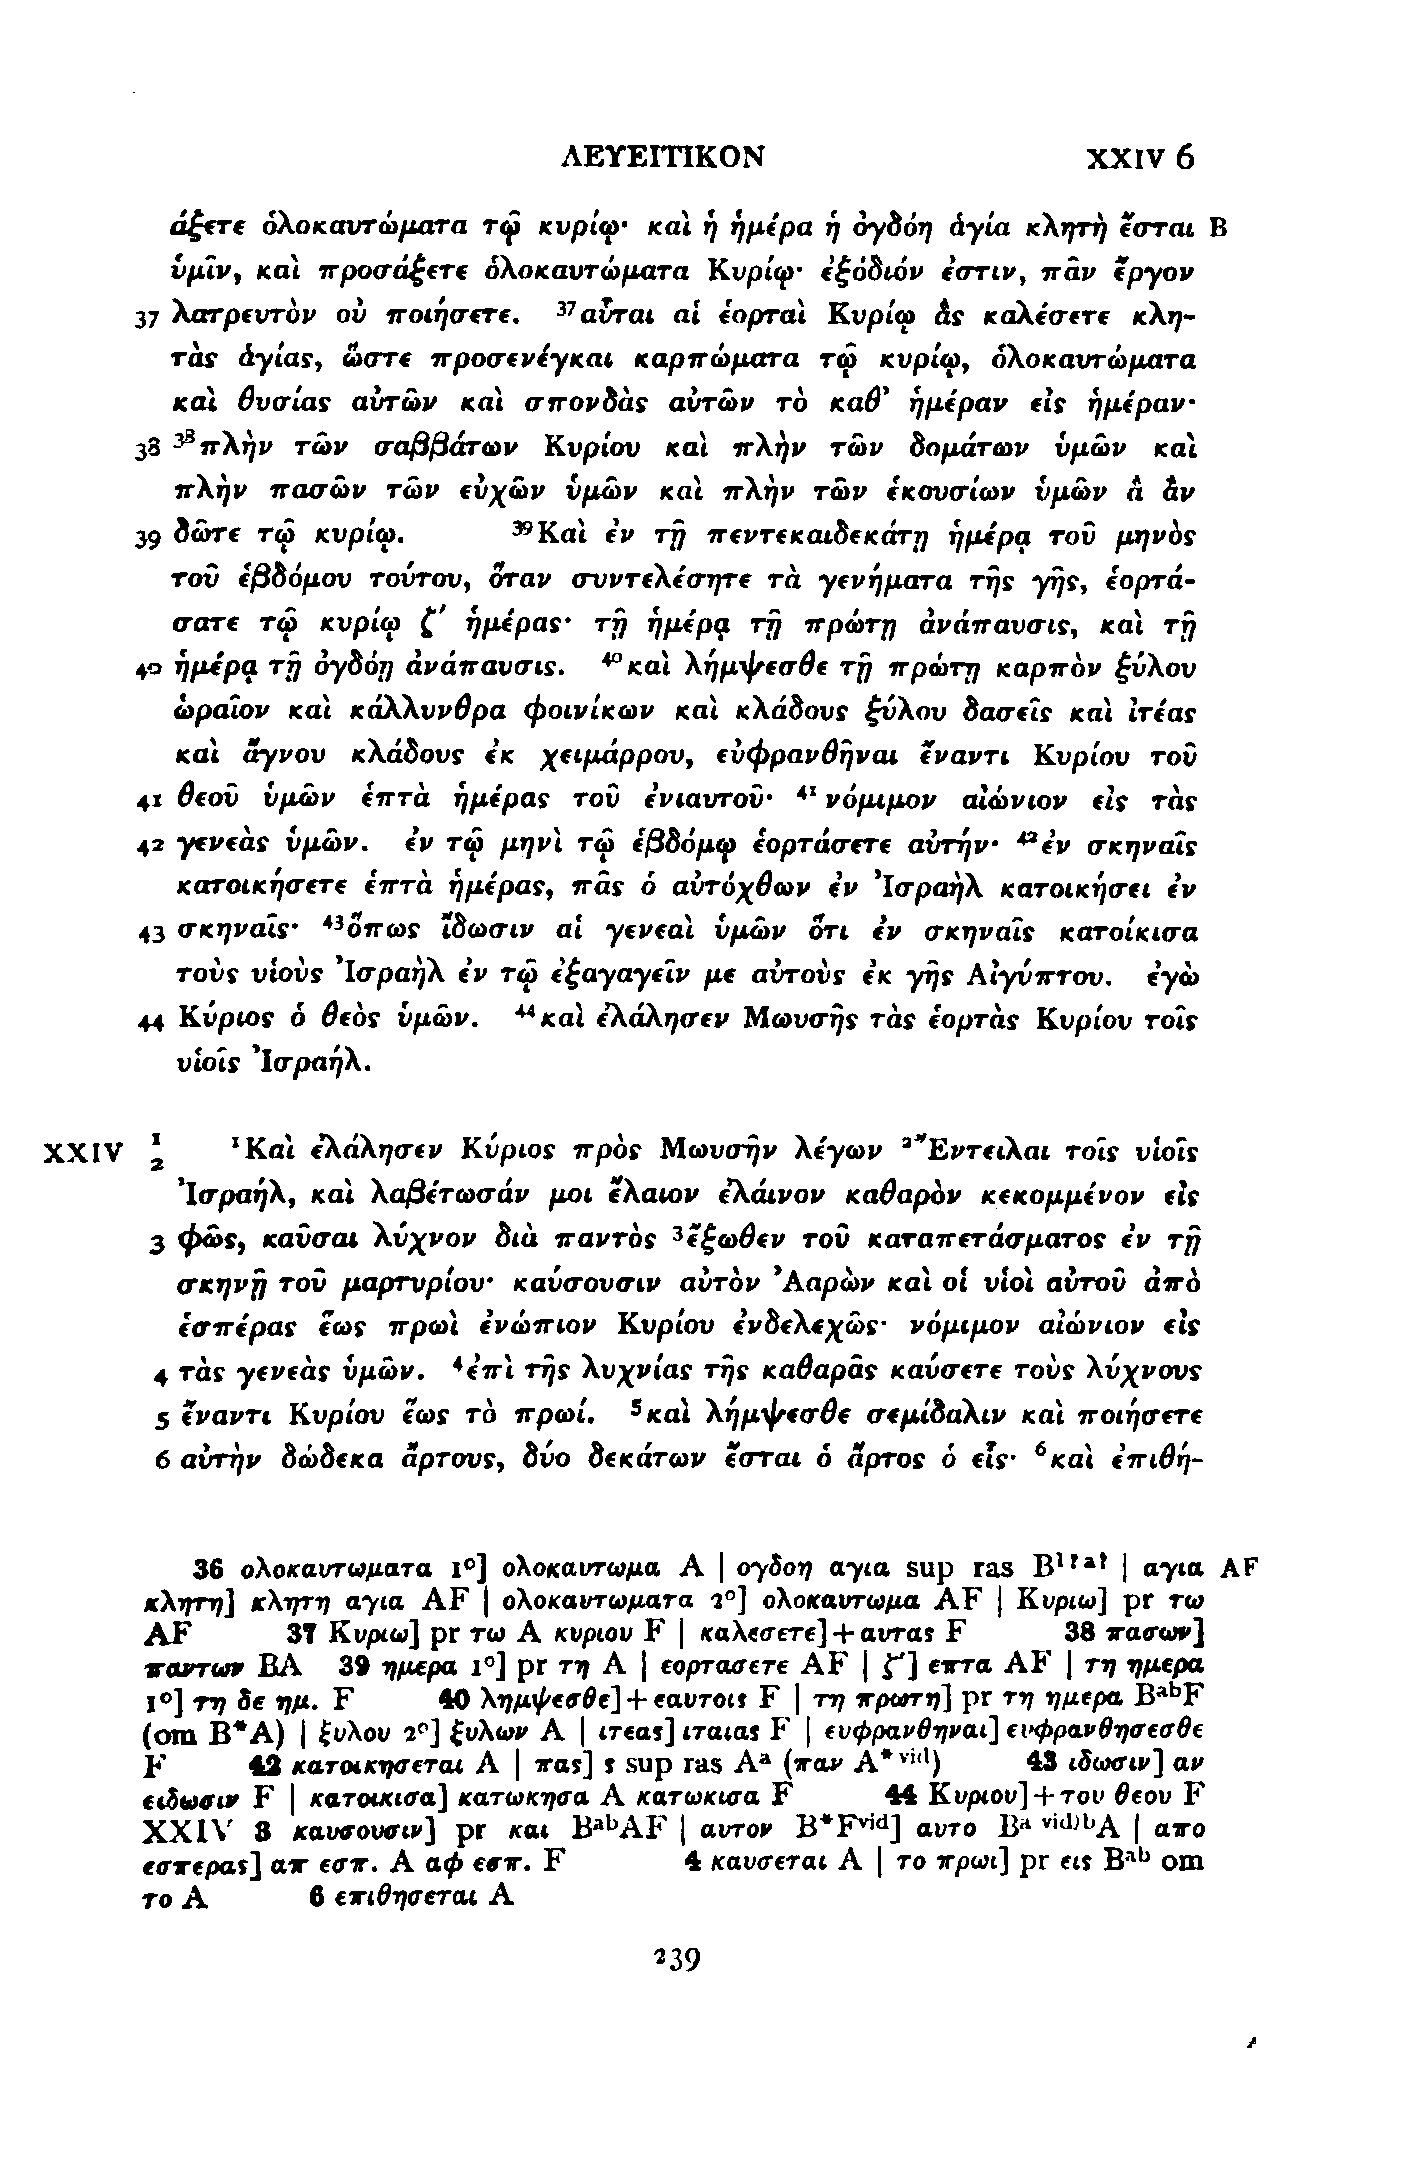 ΛΕΥΕΙΤΙΚΟΝ XXIV 6
άξετε ὁλοκαυτώματα τῷ κυρίῳ· καὶ ἡ ἡμέρα ἡ ὀγδόη ἁγία κλητὴ ἔσται B
ὑμῖν, καὶ προσάξετε ὁλοκαυτώματα Κυρίῳ· ἐξόδιόν ἐστιν, πᾶν ἔργον
37 λατρευτὸν οὐ ποιήσετε. ³⁷αὗται αἱ ἑορταὶ Κυρίῳ ἃς καλέσετε κλη-
τὰς ἁγίας, ὥστε προσενέγκαι καρπώματα τῷ κυρίῳ, ὁλοκαυτώματα
καὶ θυσίας αὐτῶν καὶ σπονδὰς αὐτῶν τὸ καθ’ ἡμέραν εἰς ἡμέραν·
38 ³⁸πλὴν τῶν σαββάτων Κυρίου καὶ πλὴν τῶν δομάτων ὑμῶν καὶ
πλὴν πασῶν τῶν εὐχῶν ὑμῶν καὶ πλὴν τῶν ἑκουσίων ὑμῶν ἃ ἂν
39 δῶτε τῷ κυρίῳ. ³⁹Καὶ ἐν τῇ πεντεκαιδεκάτῃ ἡμέρᾳ τοῦ μηνὸς
τοῦ ἑβδόμου τούτου, ὅταν συντελέσητε τὰ γενήματα τῆς γῆς, ἑορτά-
σατε τῷ κυρίῳ ζ′ ἡμέρας· τῇ ἡμέρᾳ τῇ πρώτῃ ἀνάπαυσις, καὶ τῇ
40 ἡμέρᾳ τῇ ὀγδόῃ ἀνάπαυσις. ⁴⁰καὶ λήμψεσθε τῇ πρώτῃ καρπὸν ξύλου
ὡραῖον καὶ κάλλυνθρα φοινίκων καὶ κλάδους ξύλου δασεῖς καὶ ἰτέας
καὶ ἄγνου κλάδους ἐκ χειμάρρου, εὐφρανθῆναι ἔναντι Κυρίου τοῦ
41 θεοῦ ὑμῶν ἑπτὰ ἡμέρας τοῦ ἐνιαυτοῦ· ⁴¹νόμιμον αἰώνιον εἰς τὰς
42 γενεὰς ὑμῶν. ἐν τῷ μηνὶ τῷ ἑβδόμῳ ἑορτάσετε αὐτήν· ⁴²ἐν σκηναῖς
κατοικήσετε ἑπτὰ ἡμέρας, πᾶς ὁ αὐτόχθων ἐν Ἰσραὴλ κατοικήσει ἐν
43 σκηναῖς· ⁴³ὅπως ἴδωσιν αἱ γενεαὶ ὑμῶν ὅτι ἐν σκηναῖς κατοίκισα
τοὺς υἱοὺς Ἰσραὴλ ἐν τῷ ἐξαγαγεῖν με αὐτοὺς ἐκ γῆς Αἰγύπτου. ἐγὼ
44 Κύριος ὁ θεὸς ὑμῶν. ⁴⁴καὶ ἐλάλησεν Μωυσῆς τὰς ἑορτὰς Κυρίου τοῖς
υἱοῖς Ἰσραήλ.
XXIV 1 2 ¹Καὶ ἐλάλησεν Κύριος πρὸς Μωυσῆν λέγων ²Ἔντειλαι τοῖς υἱοῖς
Ἰσραήλ, καὶ λαβέτωσάν μοι ἔλαιον ἐλάινον καθαρὸν κεκομμένον εἰς
3 φῶς, καῦσαι λύχνον διὰ παντὸς ³ἔξωθεν τοῦ καταπετάσματος ἐν τῇ
σκηνῇ τοῦ μαρτυρίου· καύσουσιν αὐτὸν Ἀαρὼν καὶ οἱ υἱοὶ αὐτοῦ ἀπὸ
ἑσπέρας ἕως πρωὶ ἐνώπιον Κυρίου ἐνδελεχῶς· νόμιμον αἰώνιον εἰς
4 τὰς γενεὰς ὑμῶν. ⁴ἐπὶ τῆς λυχνίας τῆς καθαρᾶς καύσετε τοὺς λύχνους
5 ἔναντι Κυρίου ἕως τὸ πρωί. ⁵καὶ λήμψεσθε σεμίδαλιν καὶ ποιήσετε
6 αὐτὴν δώδεκα ἄρτους, δύο δεκάτων ἔσται ὁ ἄρτος ὁ εἷς· ⁶καὶ ἐπιθή-
36 ολοκαυτωματα 1°] ολοκαυτωμα A | ογδοη αγια sup ras B¹ᵗᵃᵗ | αγια AF
κλητη] κλητη αγια AF | ολοκαυτωματα 2°] ολοκαυτωμα AF | Κυριω] pr τω
AF 37 Κυριω] pr τω A κυριου F | καλεσετε]+αυτας F 38 πασων]
παντων BA 39 ημερα 1°] pr τη A | εορτασετε AF | ζ′] επτα AF | τη ημερα
1°] τη δε ημ. F 40 λημψεσθε]+εαυτοις F | τη πρωτη] pr τη ημερα BᵃᵇF
(om B*A) | ξυλου 2°] ξυλων A | ιτεας] ιταιας F | ευφρανθηναι] ευφρανθησεσθε
F 42 κατοικησεται A | πας] ς sup ras Aᵃ (παν A* ᵛⁱᵈ) 43 ιδωσιν] αν
ειδωσιν F | κατοικισα] κατωκησα A κατωκισα F 44 Κυριου]+του θεου F
XXIV 3 καυσουσιν] pr και BᵃᵇAF | αυτον B*Fᵛⁱᵈ] αυτο Bᵃ ᵛⁱᵈ⁾ᵇA | απο
εσπερας] απ εσπ. A αφ εσπ. F 4 καυσεται A | το πρωι] pr εις Bᵃᵇ om
το A 6 επιθησεται A
239